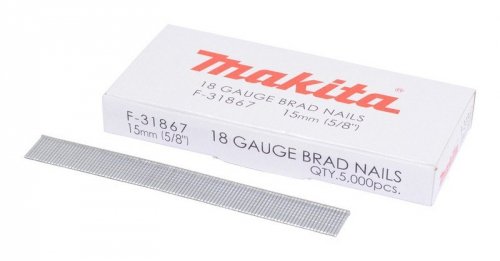 makita®
18 GAUGE BRAD NAILS
F-31867 15mm (5/8")
F-31867
15mm (5/8")
18 GAUGE BRAD NAILS
QTY.5,000pcs.